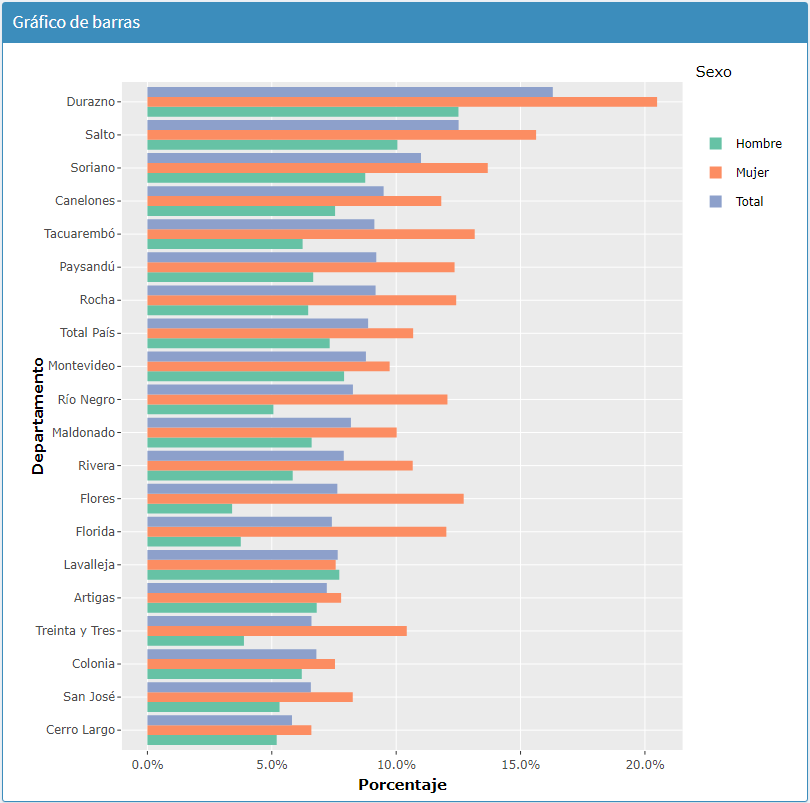 Gráfico de barras
Sexo
Hombre
Mujer
Total
Departamento
Durazno
Salto
Soriano
Canelones
Tacuarembó
Paysandú
Rocha
Total País
Montevideo
Río Negro
Maldonado
Rivera
Flores
Florida
Lavalleja
Artigas
Treinta y Tres
Colonia
San José
Cerro Largo
0.0% 5.0% 10.0% 15.0% 20.0%
Porcentaje